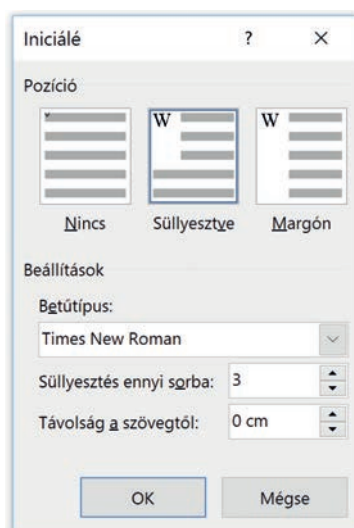 Iniciálé ? ×
Pozíció
W W
Nincs Süllyesztve Margón
Beállítások
Betűtípus:
Times New Roman
Süllyesztés ennyi sorba: 3
Távolság a szövegtől: 0 cm
OK Mégse